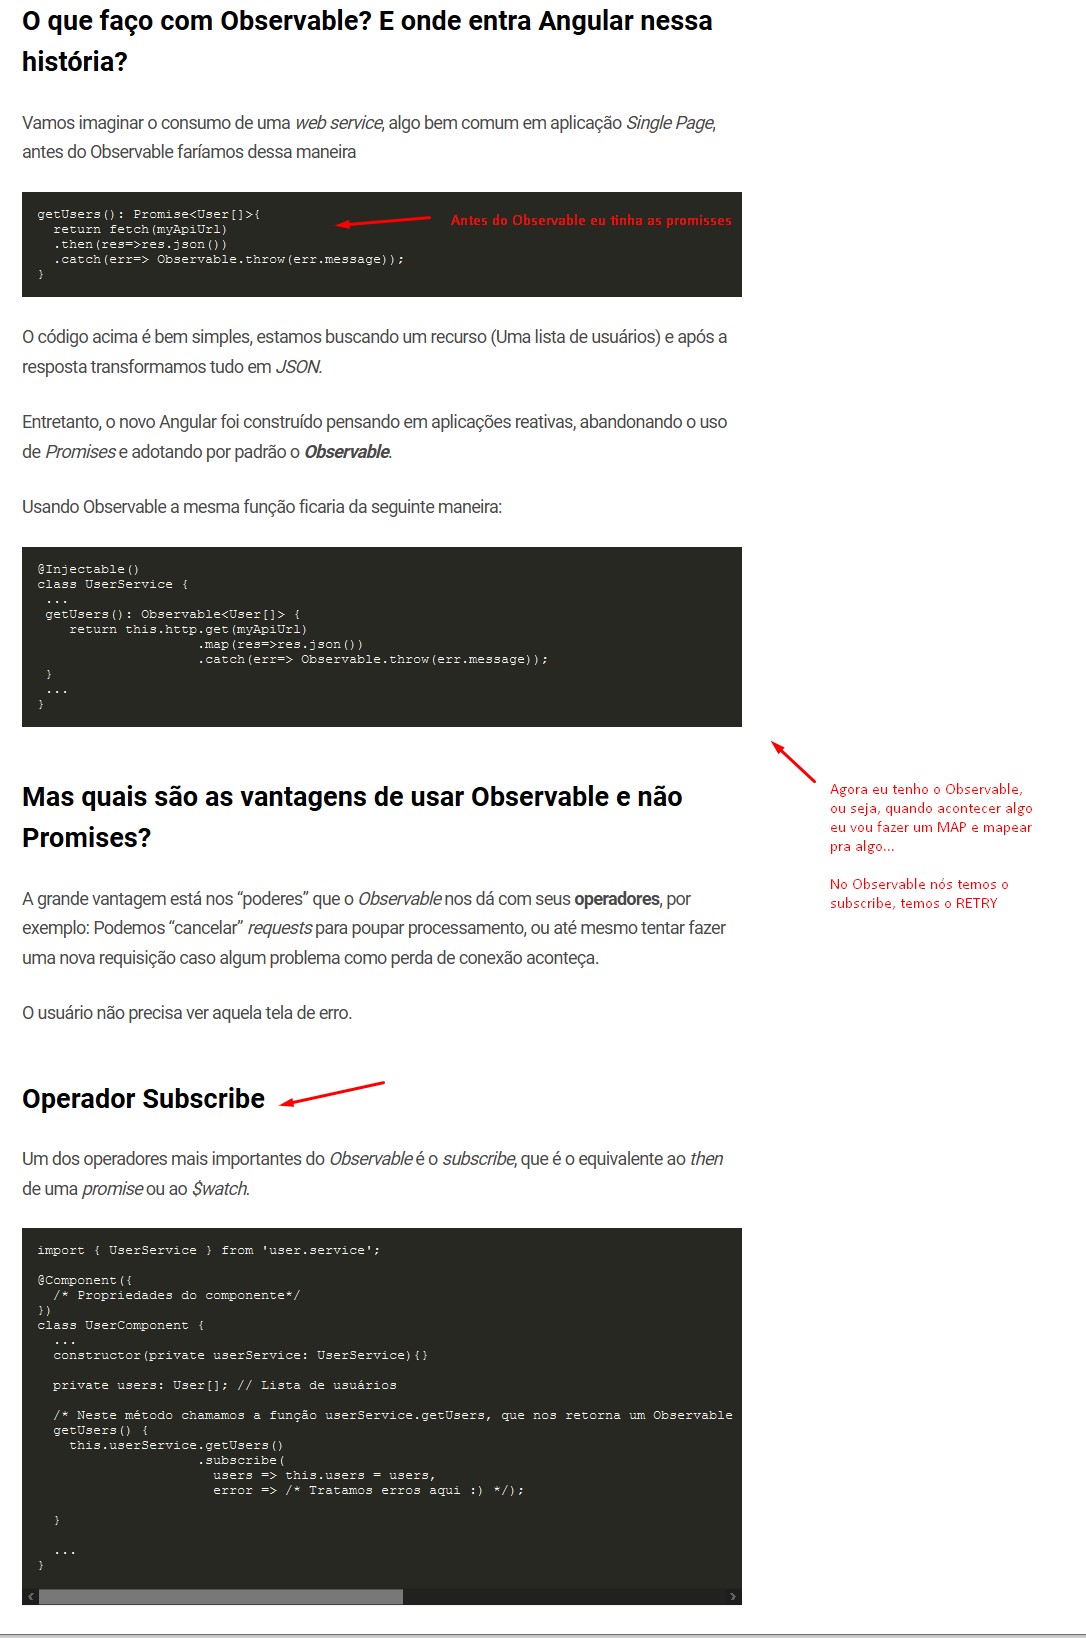 O que faço com Observable? E onde entra Angular nessa
história?
Vamos imaginar o consumo de uma web service, algo bem comum em aplicação Single Page,
antes do Observable faríamos dessa maneira
getUsers(): Promise<User[]>{
return fetch(myApiUrl)
.then(res=>res.json())
.catch(err=> Observable.throw(err.message));
}
Antes do Observable eu tinha as promisses
O código acima é bem simples, estamos buscando um recurso (Uma lista de usuários) e após a
resposta transformamos tudo em JSON.
Entretanto, o novo Angular foi construído pensando em aplicações reativas, abandonando o uso
de Promises e adotando por padrão o Observable.
Usando Observable a mesma função ficaria da seguinte maneira:
@Injectable()
class UserService {
...
getUsers(): Observable<User[]> {
return this.http.get(myApiUrl)
.map(res=>res.json())
.catch(err=> Observable.throw(err.message));
}
...
}
Agora eu tenho o Observable,
ou seja, quando acontecer algo
eu vou fazer um MAP e mapear
pra algo...
No Observable nós temos o
subscribe, temos o RETRY
Mas quais são as vantagens de usar Observable e não
Promises?
A grande vantagem está nos “poderes” que o Observable nos dá com seus operadores, por
exemplo: Podemos “cancelar” requests para poupar processamento, ou até mesmo tentar fazer
uma nova requisição caso algum problema como perda de conexão aconteça.
O usuário não precisa ver aquela tela de erro.
Operador Subscribe
Um dos operadores mais importantes do Observable é o subscribe, que é o equivalente ao then
de uma promise ou ao $watch.
import { UserService } from 'user.service';
@Component({
/* Propriedades do componente*/
})
class UserComponent {
...
constructor(private userService: UserService){}
private users: User[]; // Lista de usuários
/* Neste método chamamos a função userService.getUsers, que nos retorna um Observable
getUsers() {
this.userService.getUsers()
.subscribe(
users => this.users = users,
error => /* Tratamos erros aqui :) */);
}
...
}